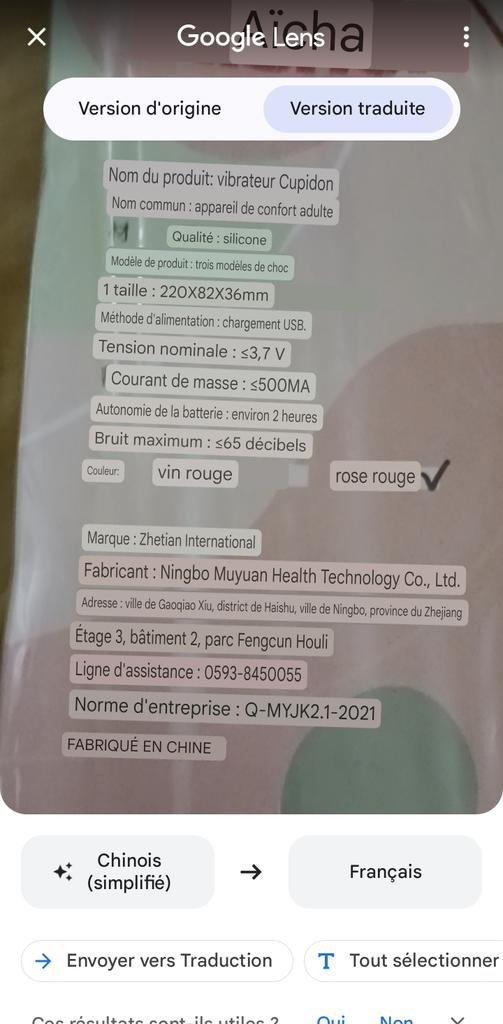 Aïcha
Google Lens
Version d'origine
Version traduite
Nom du produit: vibrateur Cupidon
Nom commun : appareil de confort adulte
Qualité : silicone
Modèle de produit : trois modèles de choc
1 taille : 220X82X36mm
Méthode d'alimentation : chargement USB.
Tension nominale : ≤3,7 V
Courant de masse : ≤500MA
Autonomie de la batterie : environ 2 heures
Bruit maximum : ≤65 décibels
Couleur: vin rouge rose rouge
Marque : Zhetian International
Fabricant : Ningbo Muyuan Health Technology Co., Ltd.
Adresse : ville de Gaoqiao Xiu, district de Haishu, ville de Ningbo, province du Zhejiang
Étage 3, bâtiment 2, parc Fengcun Houli
Ligne d'assistance : 0593-8450055
Norme d'entreprise : Q-MYJK2.1-2021
FABRIQUÉ EN CHINE
Chinois
(simplifié)
Français
Envoyer vers Traduction
Tout sélectionner
Ces résultats sont-ils utiles ? Oui Non